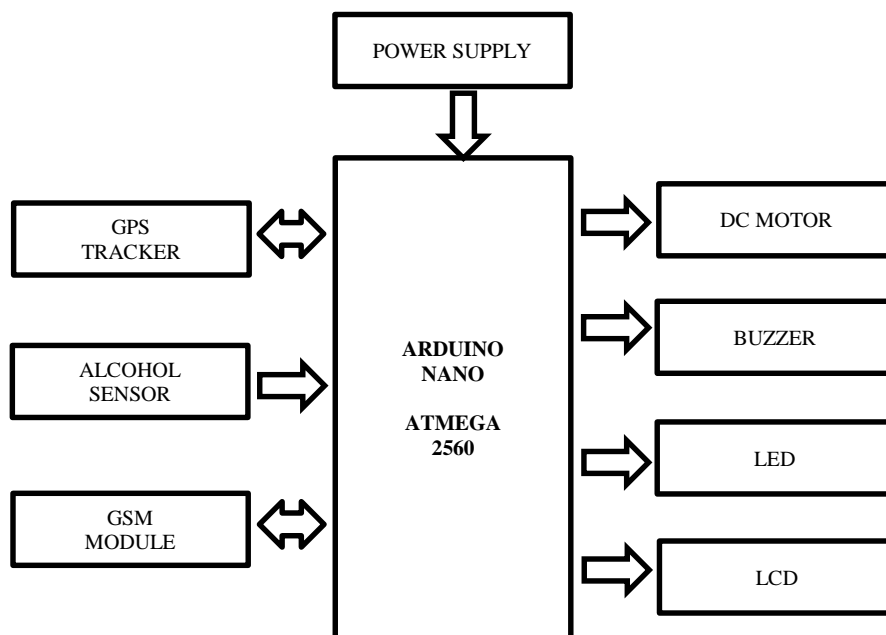 POWER SUPPLY
GPS
TRACKER
ALCOHOL
SENSOR
GSM
MODULE
ARDUINO
NANO
ATMEGA
2560
DC MOTOR
BUZZER
LED
LCD